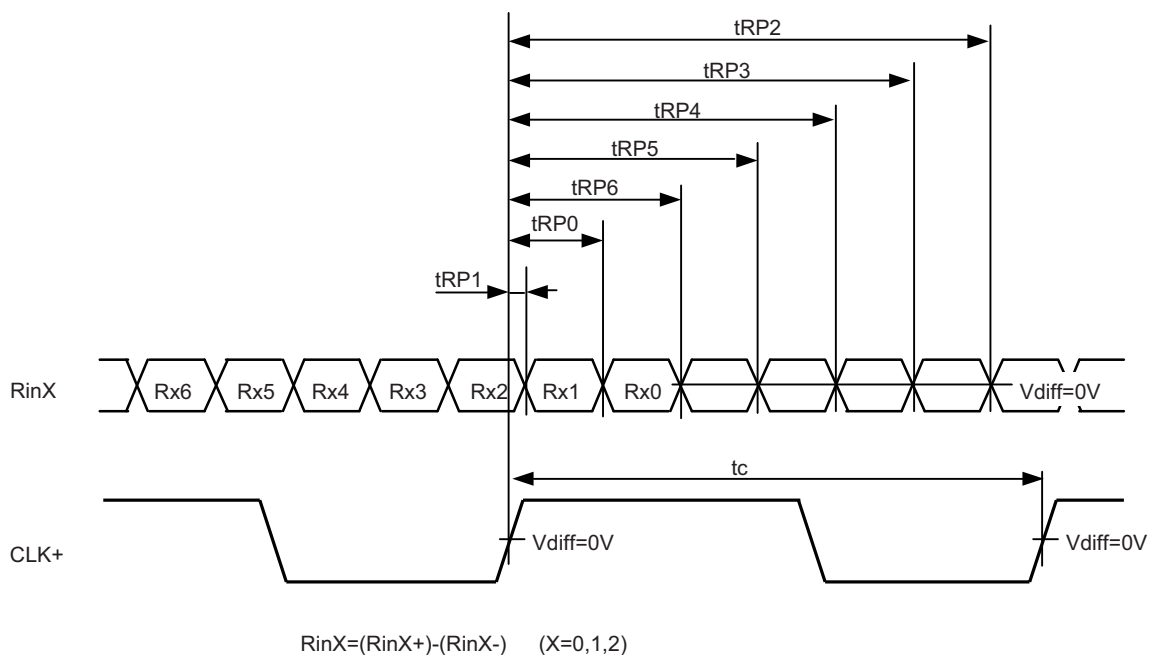 tRP2
tRP3
tRP4
tRP5
tRP6
tRP0
tRP1
RinX
Rx6 Rx5 Rx4 Rx3 Rx2 Rx1 Rx0
Vdiff=0V
tc
CLK+
Vdiff=0V
Vdiff=0V
RinX=(RinX+)-(RinX-) (X=0,1,2)